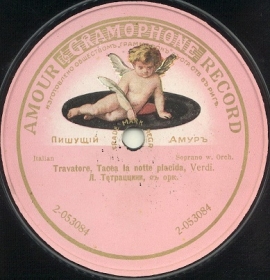 AMOUR GRAMOPHONE RECORD
ПИШУЩІЙ АМУРЪ
Italian
Soprano w. Orch.
Trovatore, Tacea la notte placida, Verdi.
Л. Тетраццини, съ орк.
2-053084
2-053084